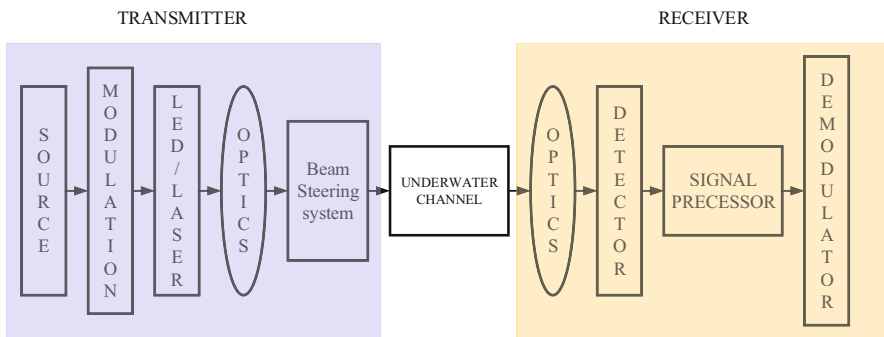 TRANSMITTER
RECEIVER
SOURCE
MODULATION
LED/LASER
OPTICS
Beam
Steering
system
UNDERWATER
CHANNEL
OPTICS
DETECTOR
SIGNAL
PRECESSOR
DEMODULATOR